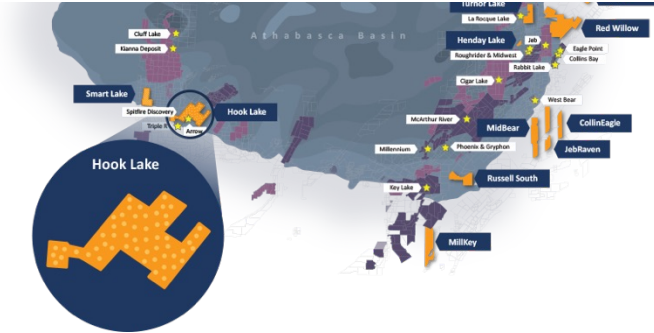 Turnor Lake
La Rocque Lake
Red Willow
Cluff Lake
Athabasca Basin
Henday Lake
Jeb
Kianna Deposit
Roughrider & Midwest
Eagle Point
Collins Bay
Rabbit Lake
Cigar Lake
Smart Lake
West Bear
Spitfire Discovery
Hook Lake
Triple R
Arrow
McArthur River
MidBear
CollinEagle
Millennium
Phoenix & Gryphon
JebRaven
Hook Lake
Russell South
Key Lake
MillKey